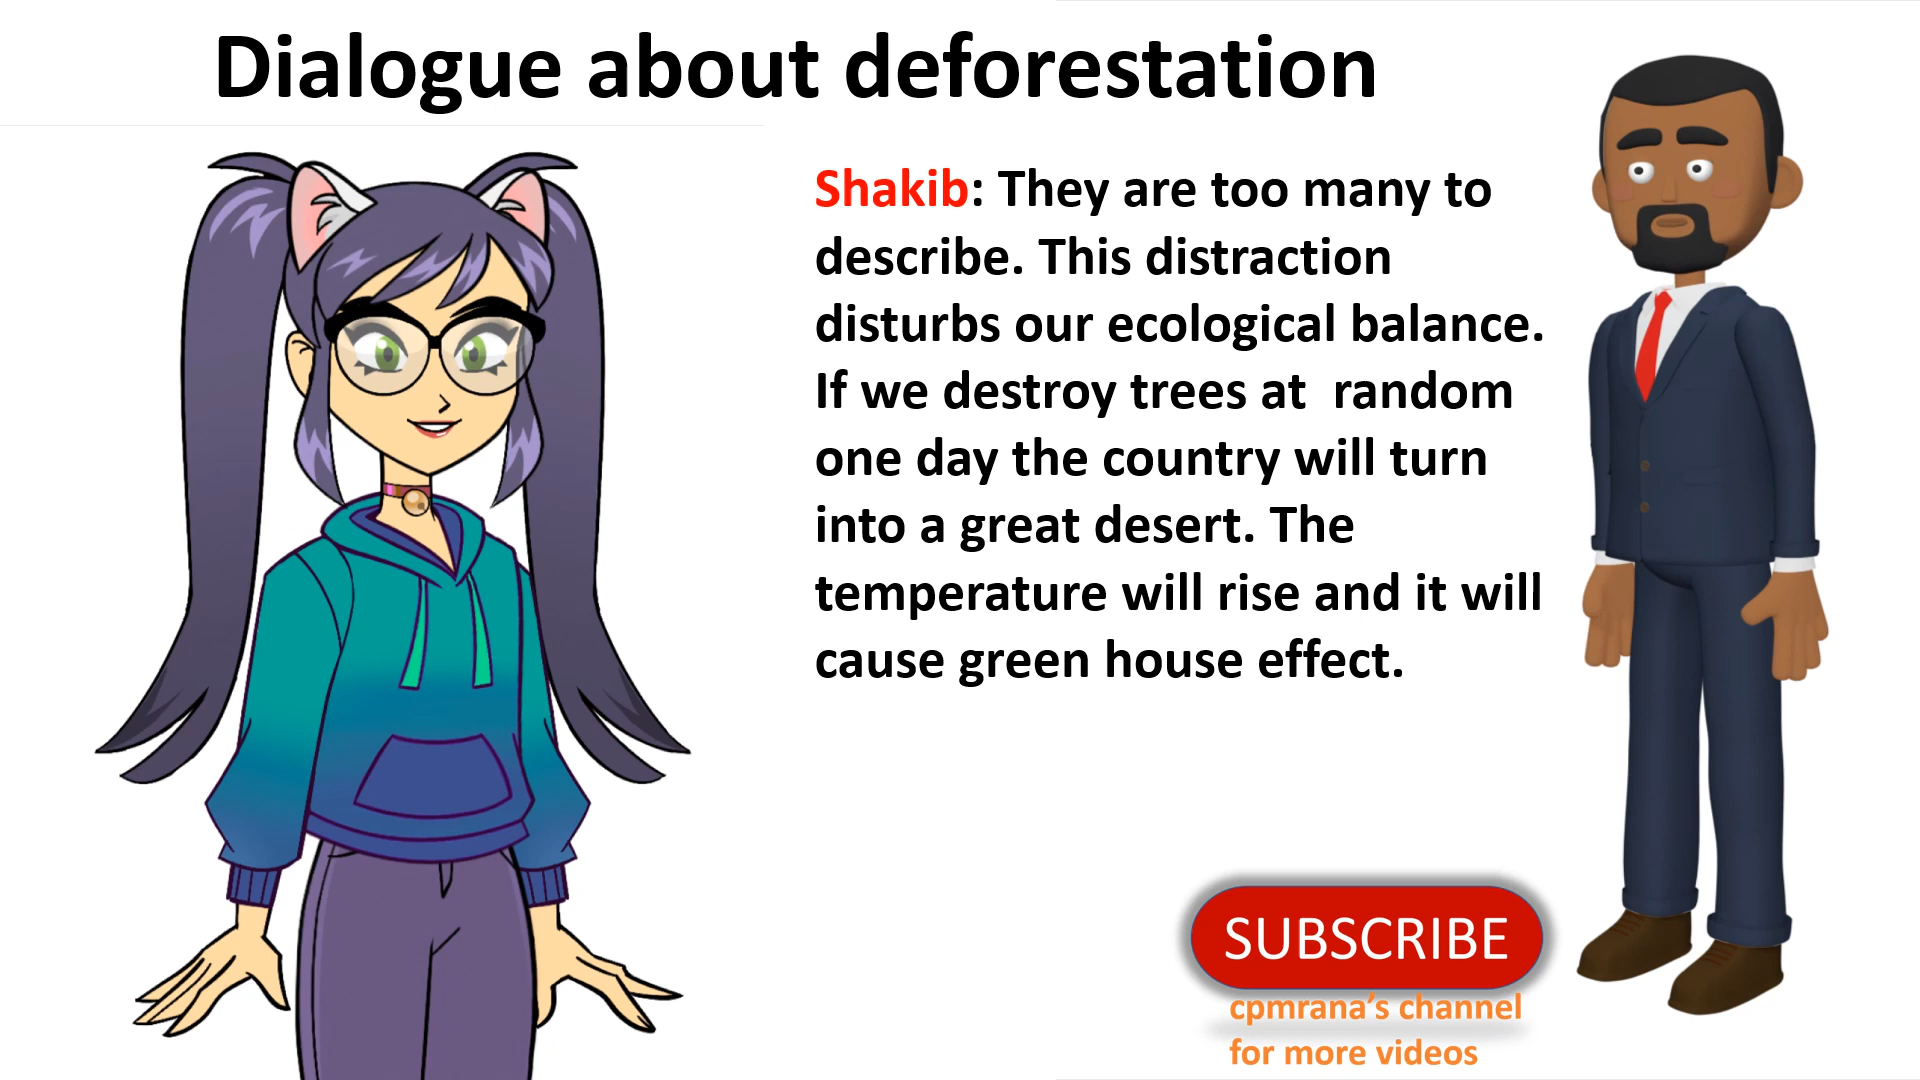 Dialogue about deforestation
Shakib: They are too many to
describe. This distraction
disturbs our ecological balance.
If we destroy trees at  random
one day the country will turn
into a great desert. The
temperature will rise and it will
cause green house effect.
SUBSCRIBE
cpmrana’s channel
for more videos